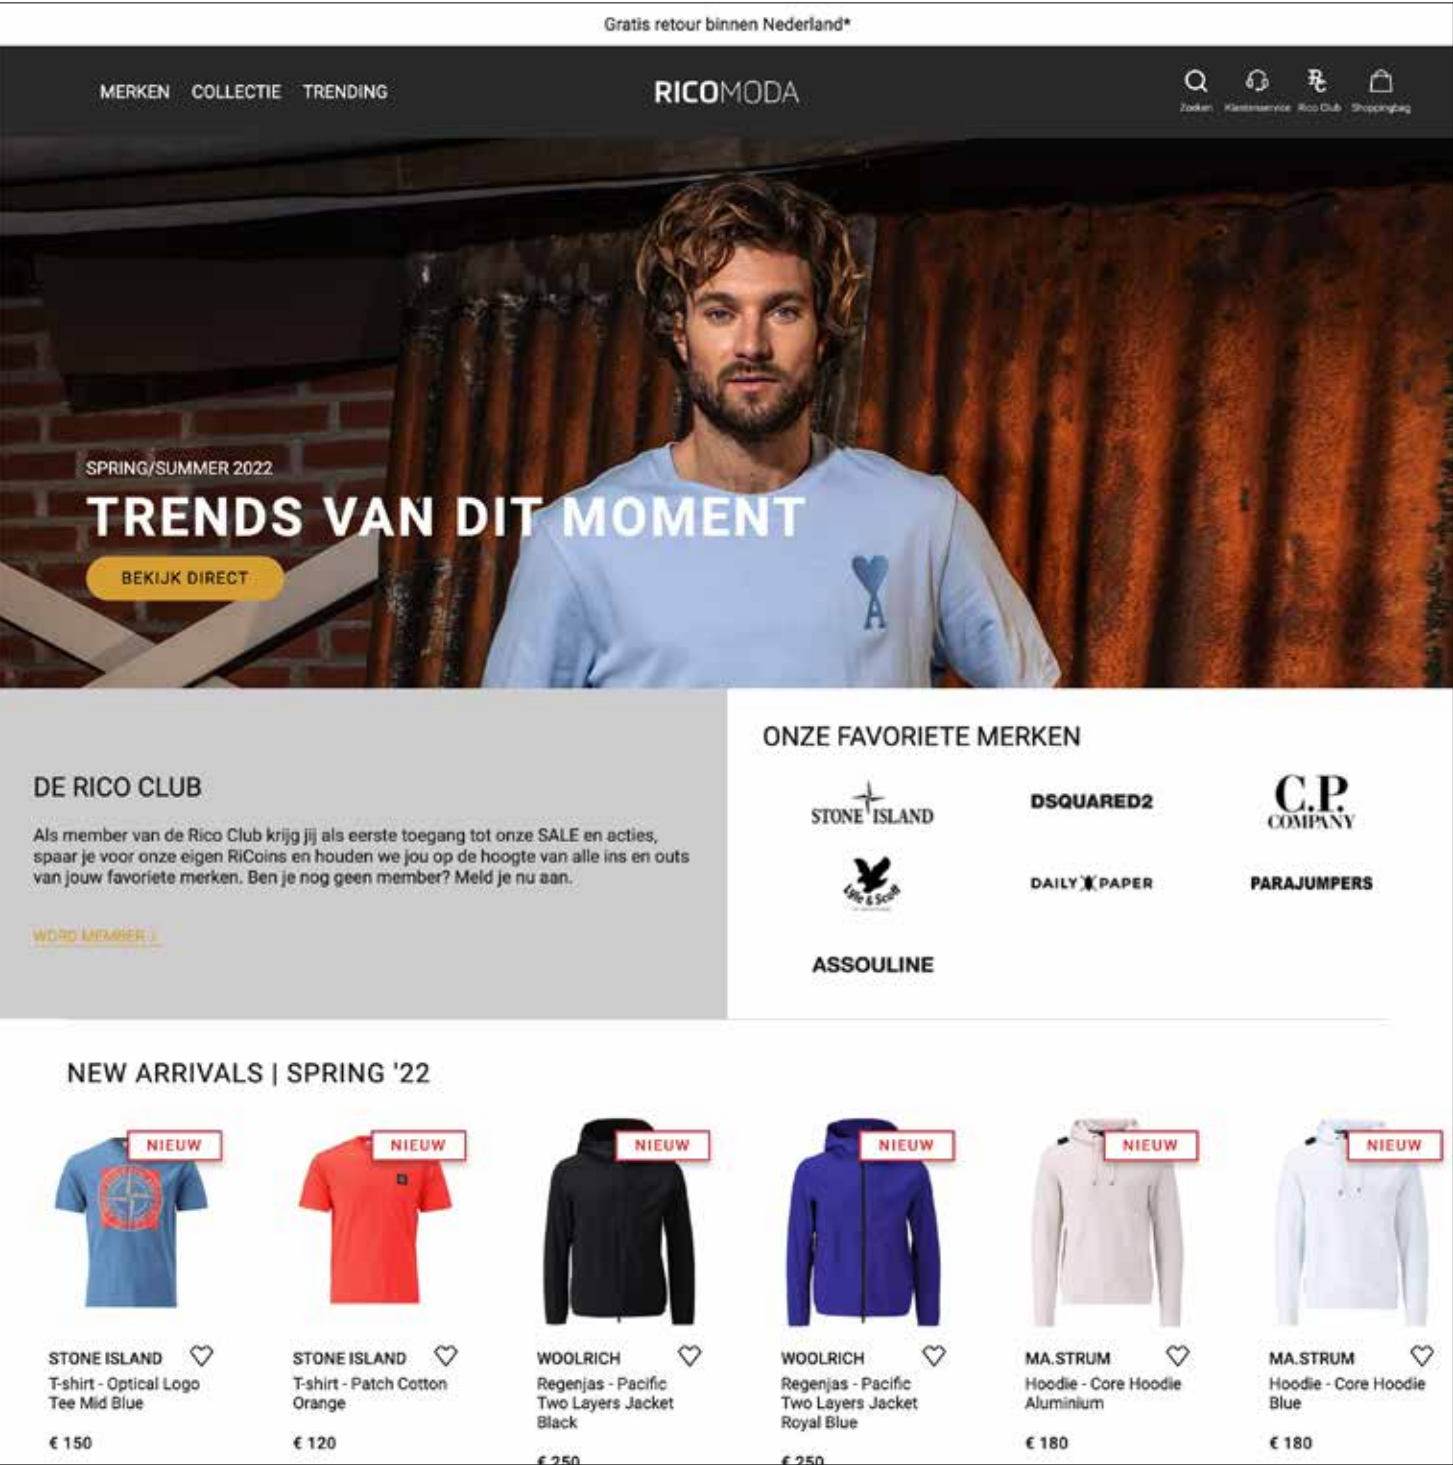 Gratis retour binnen Nederland*
MERKEN COLLECTIE TRENDING
RICOMODA
Zoeken Klantenservice Rico Club Shoppingbag
SPRING/SUMMER 2022
TRENDS VAN DIT MOMENT
BEKIJK DIRECT
A
DE RICO CLUB
Als member van de Rico Club krijg jij als eerste toegang tot onze SALE en acties,
spaar je voor onze eigen RiCoins en houden we jou op de hoogte van alle ins en outs
van jouw favoriete merken. Ben je nog geen member? Meld je nu aan.
WORD MEMBER
ONZE FAVORIETE MERKEN
STONE ISLAND
DSQUARED2
C.P.
COMPANY
Lyle & Scott
DAILY PAPER
PARAJUMPERS
ASSOULINE
NEW ARRIVALS | SPRING '22
NIEUW
NIEUW
NIEUW
NIEUW
NIEUW
NIEUW
STONE ISLAND
T-shirt - Optical Logo
Tee Mid Blue
€ 150
STONE ISLAND
T-shirt - Patch Cotton
Orange
€ 120
WOOLRICH
Regenjas - Pacific
Two Layers Jacket
Black
€ 250
WOOLRICH
Regenjas - Pacific
Two Layers Jacket
Royal Blue
€ 250
MA.STRUM
Hoodie - Core Hoodie
Aluminium
€ 180
MA.STRUM
Hoodie - Core Hoodie
Blue
€ 180